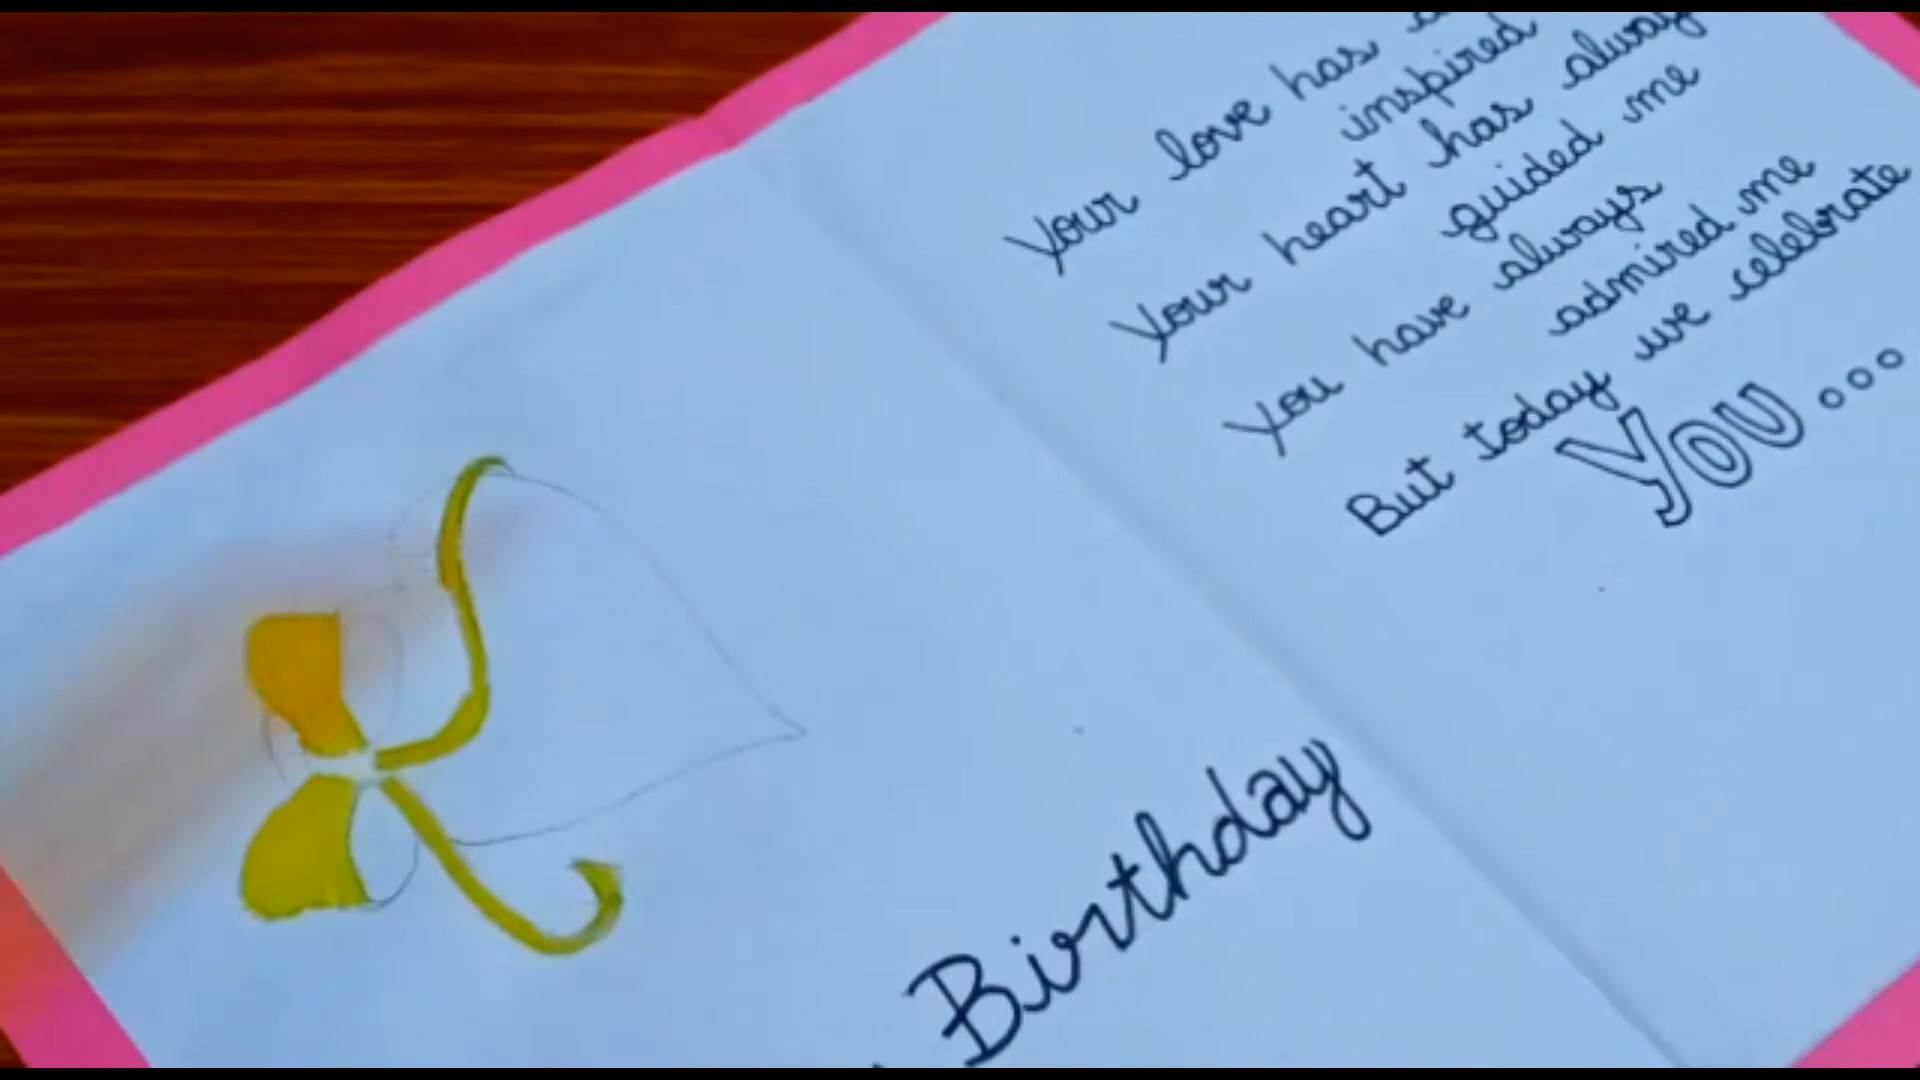 Your love has
inspired
Your heart has always
guided me
You have always
admired me
But today we celebrate
YOU...
Birthday